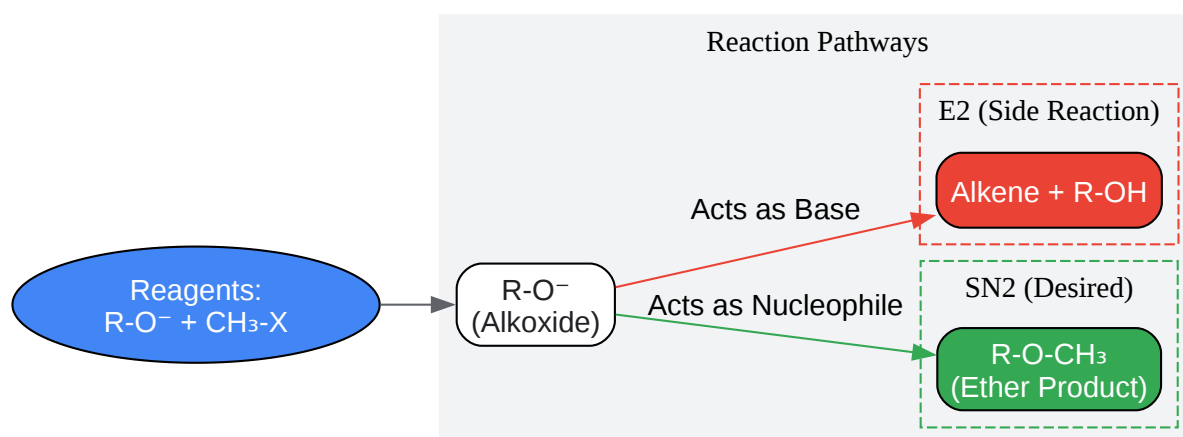 Reaction Pathways
E2 (Side Reaction)
Alkene + R-OH
Acts as Base
Reagents:
R-O⁻ + CH₃-X
R-O⁻
(Alkoxide)
Acts as Nucleophile
SN2 (Desired)
R-O-CH₃
(Ether Product)